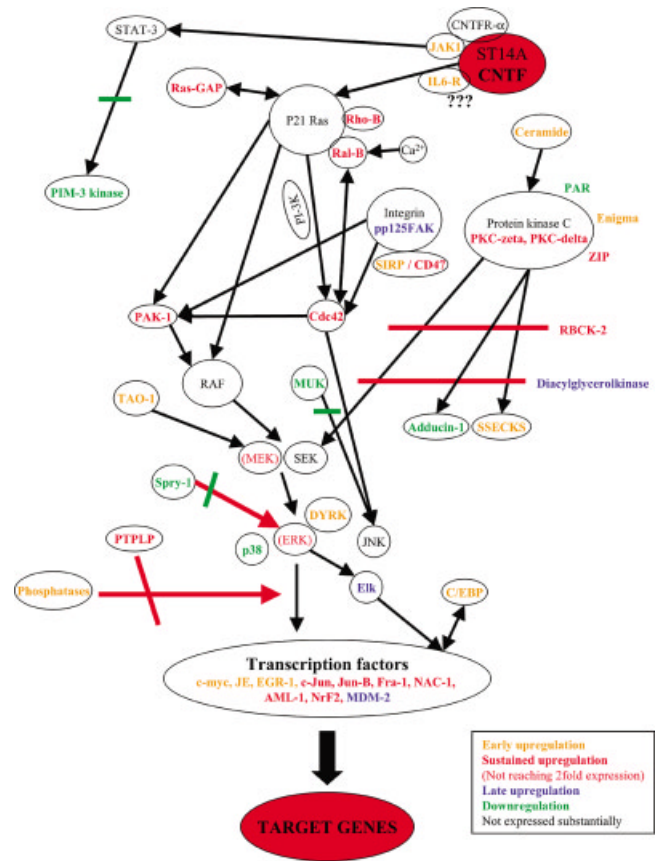 CNTFR-α
STAT-3
JAK1
ST14A
CNTF
IL6-R
???
Ras-GAP
P21 Ras
Rho-B
Ral-B
Ca2+
Ceramide
PIM-3 kinase
PI-3K
PAR
Integrin
pp125FAK
Protein kinase C
PKC-zeta, PKC-delta
Enigma
SIRP / CD47
ZIP
PAK-1
Cdc42
RBCK-2
RAF
MUK
Diacylglycerolkinase
TAO-1
Adducin-1
SSECKS
(MEK)
SEK
Spry-1
DYRK
PTPLP
p38
(ERK)
JNK
Phosphatases
Elk
C/EBP
Transcription factors
c-myc, JE, EGR-1, c-Jun, Jun-B, Fra-1, NAC-1,
AML-1, NrF2, MDM-2
Early upregulation
Sustained upregulation
(Not reaching 2fold expression)
Late upregulation
Downregulation
Not expressed substantially
TARGET GENES